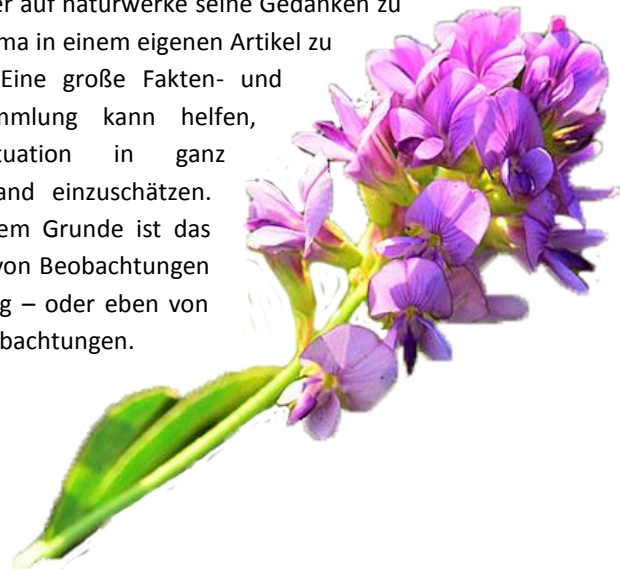 er auf naturwerke seine Gedanken zu
ma in einem eigenen Artikel zu
Eine große Fakten- und
mmlung kann helfen,
tuation in ganz
and einzuschätzen.
em Grunde ist das
von Beobachtungen
g – oder eben von
bachtungen.